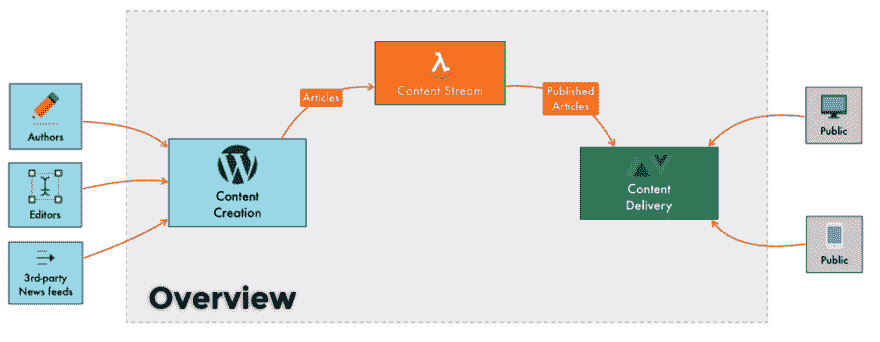 Authors
Editors
3rd-party
News feeds
Content
Creation
Articles
λ
Content Stream
Published
Articles
Content
Delivery
Public
Public
Overview